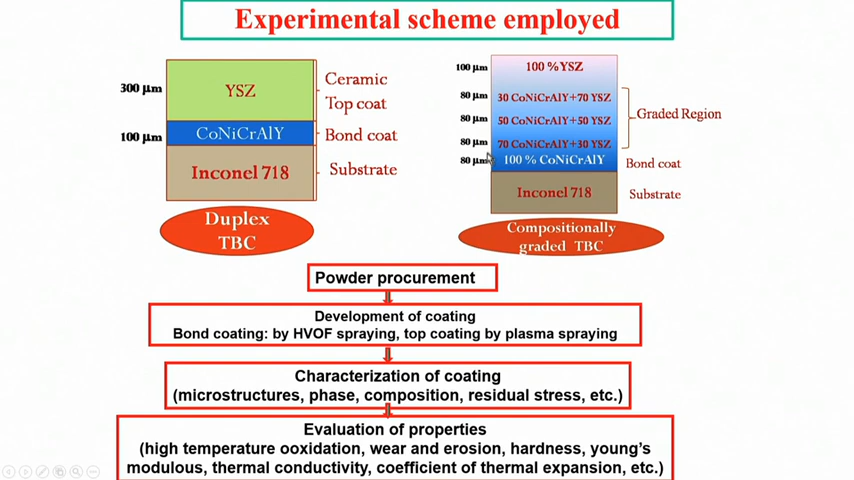 Experimental scheme employed
300 μm
YSZ
Ceramic
Top coat
100 μm
CoNiCrAlY
Bond coat
Inconel 718
Substrate
Duplex
TBC
100 μm
100 %YSZ
80 μm
30 CoNiCrAlY+70 YSZ
80 μm
50 CoNiCrAlY+50 YSZ
Graded Region
80 μm
70 CoNiCrAlY+30 YSZ
80 μm
100 % CoNiCrAlY
Bond coat
Inconel 718
Substrate
Compositionally
graded TBC
Powder procurement
Development of coating
Bond coating: by HVOF spraying, top coating by plasma spraying
Characterization of coating
(microstructures, phase, composition, residual stress, etc.)
Evaluation of properties
(high temperature ooxidation, wear and erosion, hardness, young's
modulous, thermal conductivity, coefficient of thermal expansion, etc.)